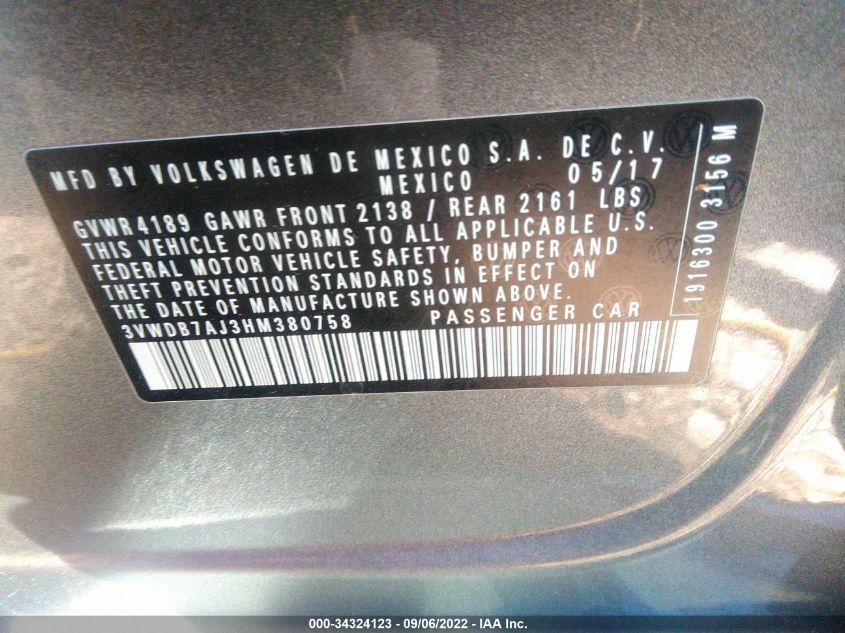 MFD BY VOLKSWAGEN DE MEXICO S.A. DE C.V.
MEXICO 05/17
GVWR 4189 GAWR FRONT 2138 / REAR 2161 LBS
THIS VEHICLE CONFORMS TO ALL APPLICABLE U.S.
FEDERAL MOTOR VEHICLE SAFETY, BUMPER AND
THEFT PREVENTION STANDARDS IN EFFECT ON
THE DATE OF MANUFACTURE SHOWN ABOVE.
3VWDB7AJ3HM380758 PASSENGER CAR
1916300 3156 M
000-34324123 - 09/06/2022 - IAA Inc.